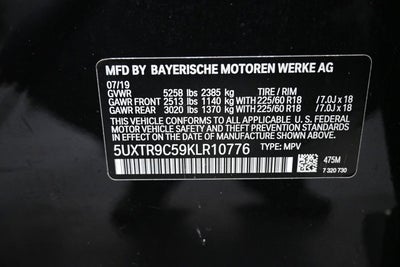 MFD BY BAYERISCHE MOTOREN WERKE AG
07/19
GVWR 5258 lbs 2385 kg TIRE / RIM
GAWR FRONT 2513 lbs 1140 kg WITH 225/60 R18 / 7.0J x 18
GAWR REAR 3020 lbs 1370 kg WITH 225/60 R18 / 7.0J x 18
THIS VEHICLE CONFORMS TO ALL APPLICABLE U. S. FEDERAL
MOTOR VEHICLE SAFETY STANDARDS IN EFFECT ON THE
DATE OF MANUFACTURE SHOWN ABOVE.
5UXTR9C59KLR10776 TYPE: MPV
475M
7 320 730